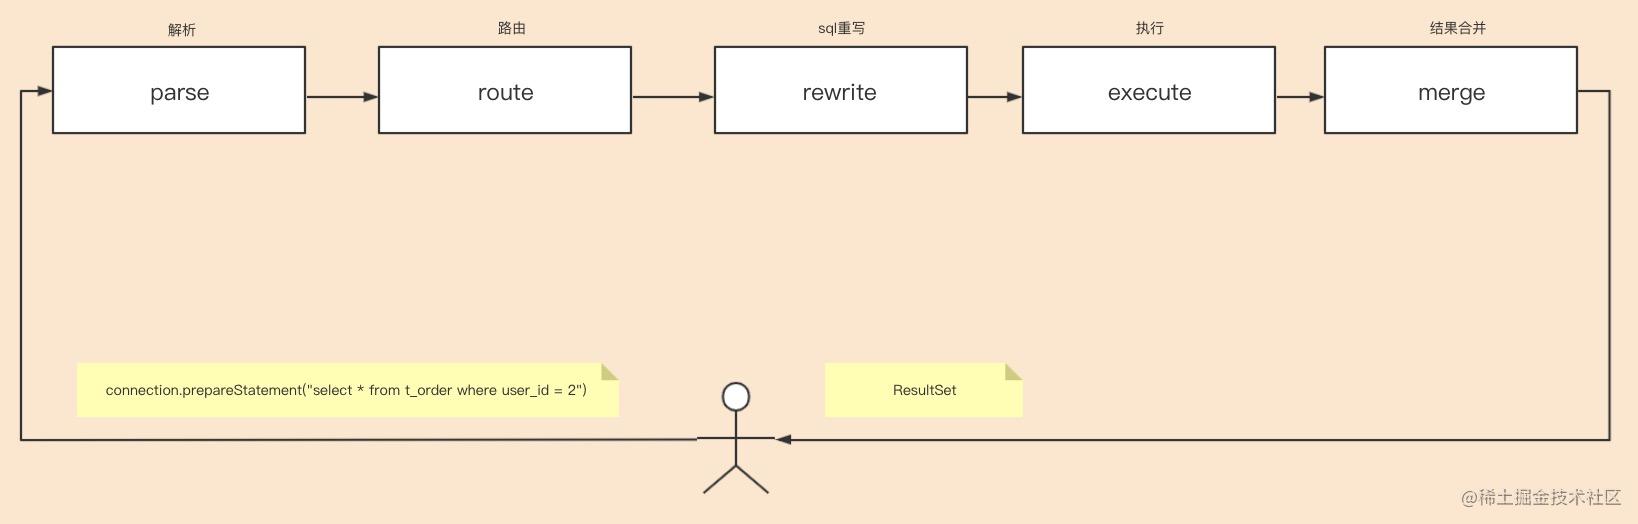 解析
路由
sql重写
执行
结果合并
parse
route
rewrite
execute
merge
connection.prepareStatement("select * from t_order where user_id = 2")
ResultSet
@稀土掘金技术社区